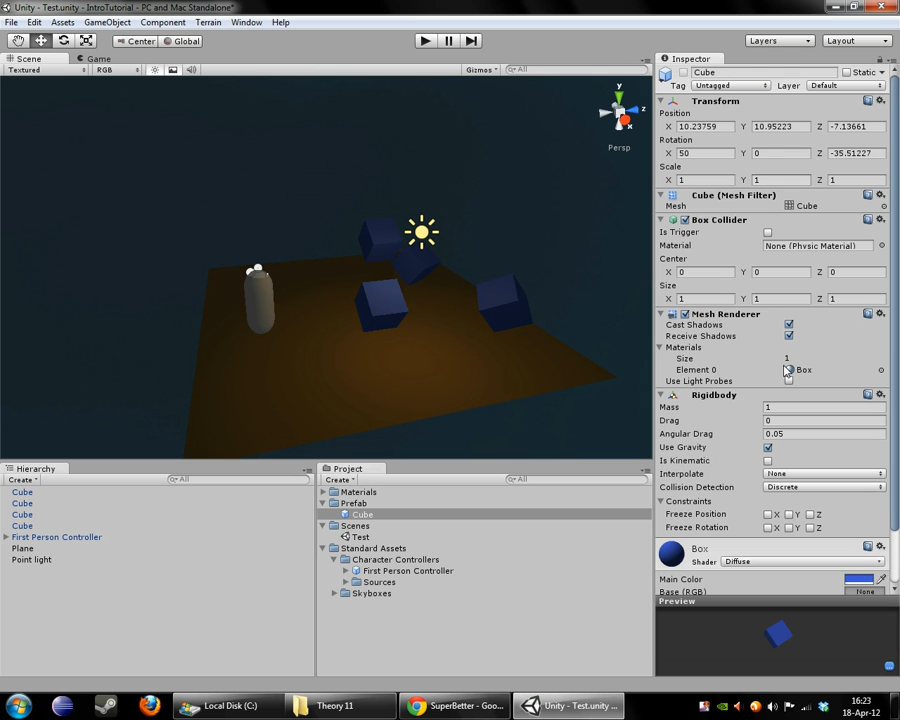 Unity - Test.unity - IntroTutorial - PC and Mac Standalone*
File Edit Assets GameObject Component Terrain Window Help
Center Global Layers Layout
Scene Game
Textured RGB Gizmos All
y
z
x
Persp
Inspector
Cube Static
Tag Untagged Layer Default
Transform
Position
X 10.23759 Y 10.95223 Z -7.13661
Rotation
X 50 Y 0 Z -35.51227
Scale
X 1 Y 1 Z 1
Cube (Mesh Filter)
Mesh Cube
Box Collider
Is Trigger
Material None (Physic Material)
Center
X 0 Y 0 Z 0
Size
X 1 Y 1 Z 1
Mesh Renderer
Cast Shadows
Receive Shadows
Materials
Size 1
Element 0 Box
Use Light Probes
Rigidbody
Mass 1
Drag 0
Angular Drag 0.05
Use Gravity
Is Kinematic
Interpolate None
Collision Detection Discrete
Constraints
Freeze Position X Y Z
Freeze Rotation X Y Z
Box
Shader Diffuse
Main Color
Base (RGB) None
Preview
Hierarchy
Create All
Cube
Cube
Cube
Cube
First Person Controller
Plane
Point light
Project
Create All
Materials
Prefab
Cube
Scenes
Test
Standard Assets
Character Controllers
First Person Controller
Sources
Skyboxes
Local Disk (C:) Theory 11 SuperBetter - Goo... Unity - Test.unity ...
16:23
18-Apr-12